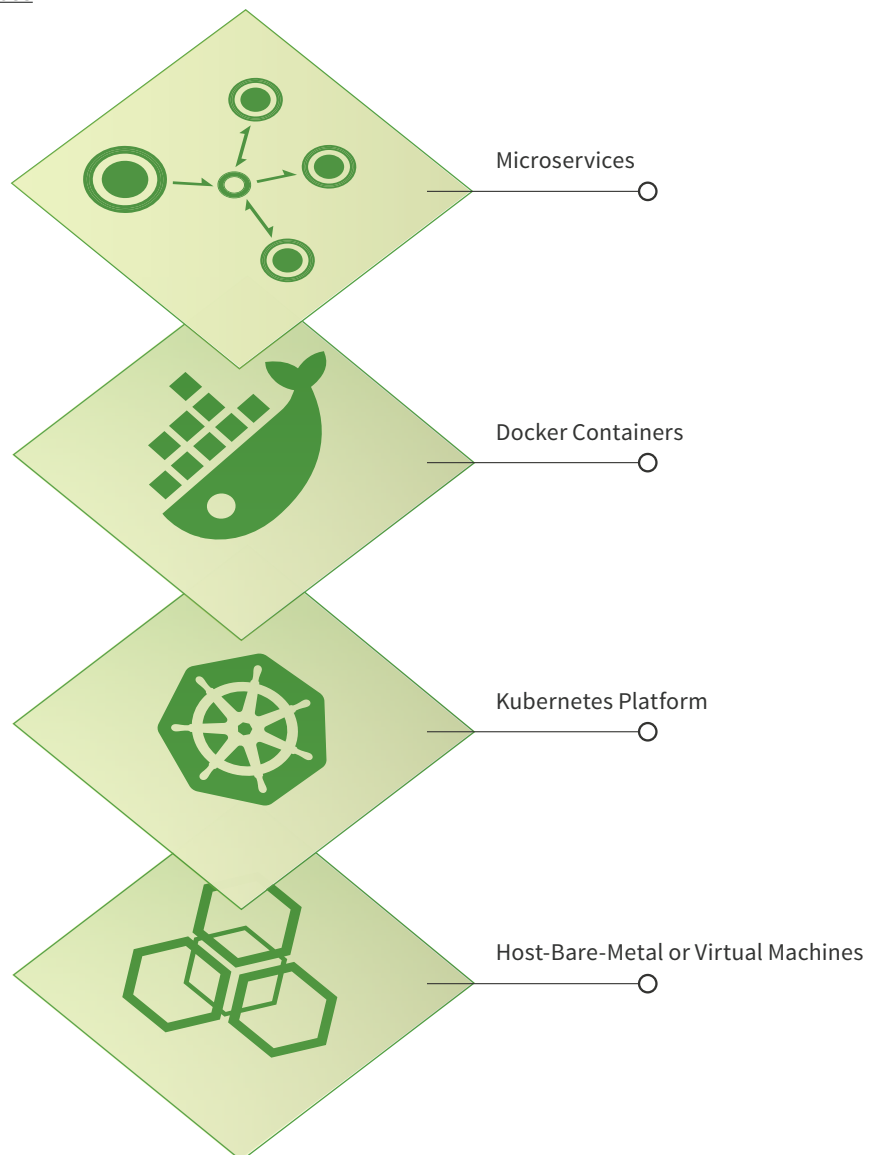 Microservices
Docker Containers
Kubernetes Platform
Host-Bare-Metal or Virtual Machines